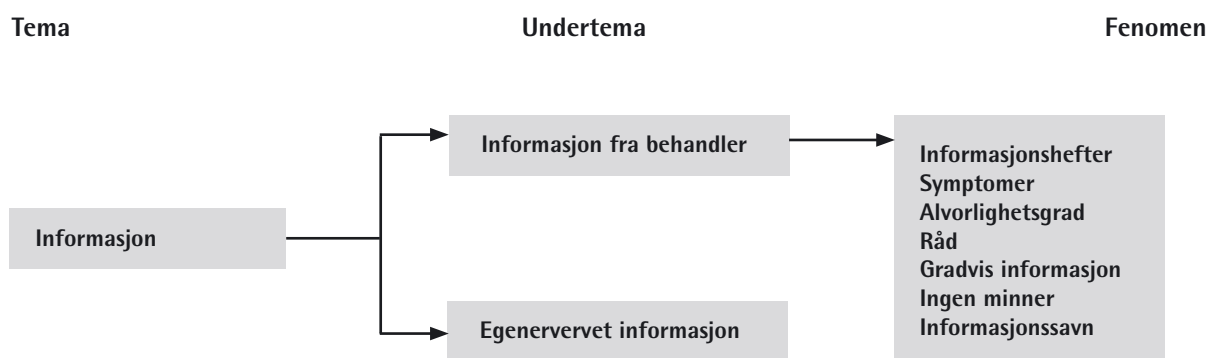 Tema
Undertema
Fenomen
Informasjon
Informasjon fra behandler
Egenervervet informasjon
Informasjonshefter
Symptomer
Alvorlighetsgrad
Råd
Gradvis informasjon
Ingen minner
Informasjonssavn